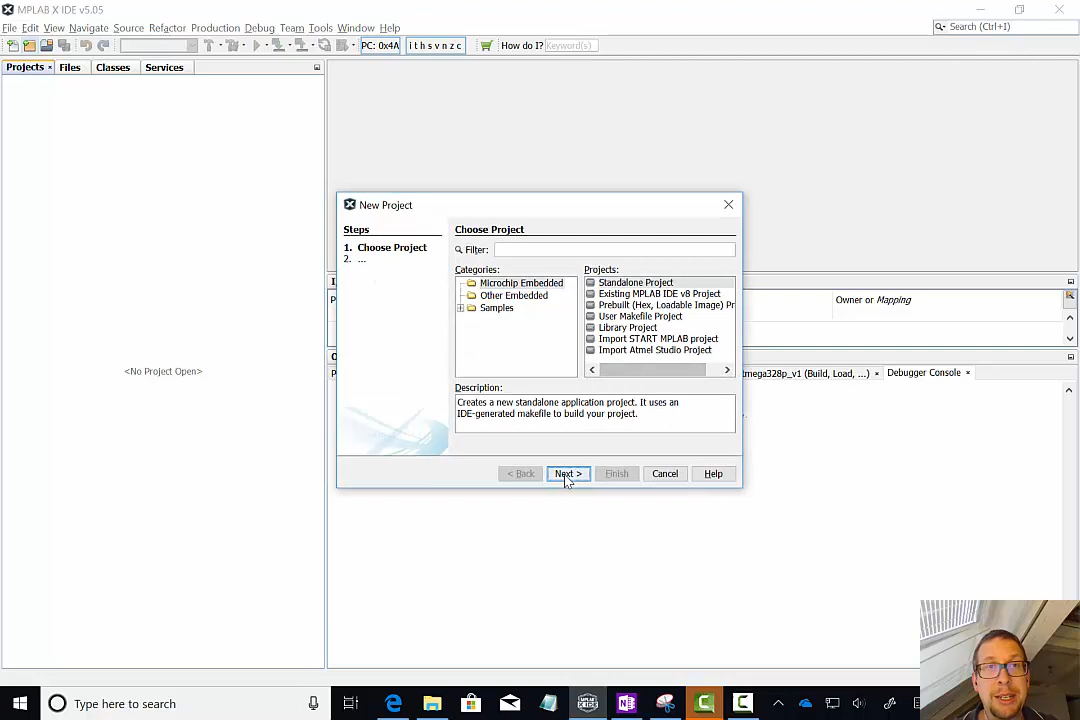 MPLAB X IDE v5.05
File Edit View Navigate Source Refactor Production Debug Team Tools Window Help
Search (Ctrl+I)
PC: 0x4A
i t h s v n z c
How do I?
Keyword(s)
Projects
Files
Classes
Services
<No Project Open>
New Project
Steps
1. Choose Project
2. ...
Choose Project
Filter:
Categories:
Microchip Embedded
Other Embedded
Samples
Projects:
Standalone Project
Existing MPLAB IDE v8 Project
Prebuilt (Hex, Loadable Image) Pr
User Makefile Project
Library Project
Import START MPLAB project
Import Atmel Studio Project
Description:
Creates a new standalone application project. It uses an
IDE-generated makefile to build your project.
< Back
Next >
Finish
Cancel
Help
Owner or Mapping
tmega328p_v1 (Build, Load, ...)
Debugger Console
Type here to search